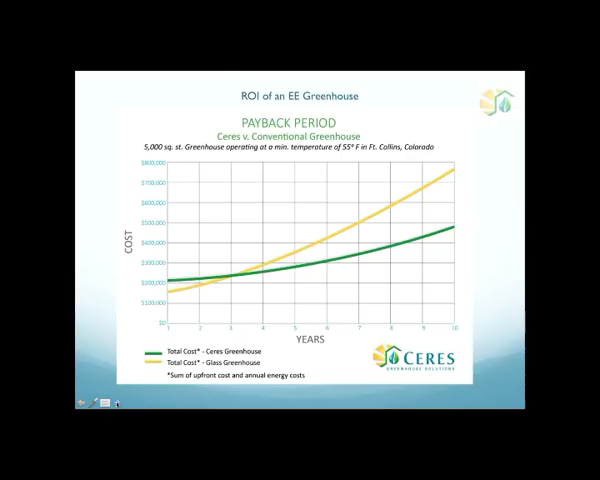 ROI of an EE Greenhouse
PAYBACK PERIOD
Ceres v. Conventional Greenhouse
5,000 sq. st. Greenhouse operating at a min. temperature of 55° F in Ft. Collins, Colorado
$800,000
$700,000
$600,000
$500,000
$400,000
$300,000
$200,000
$100,000
$0
COST
1 2 3 4 5 6 7 8 9 10
YEARS
Total Cost* - Ceres Greenhouse
Total Cost* - Glass Greenhouse
*Sum of upfront cost and annual energy costs
CERES
GREENHOUSE SOLUTIONS